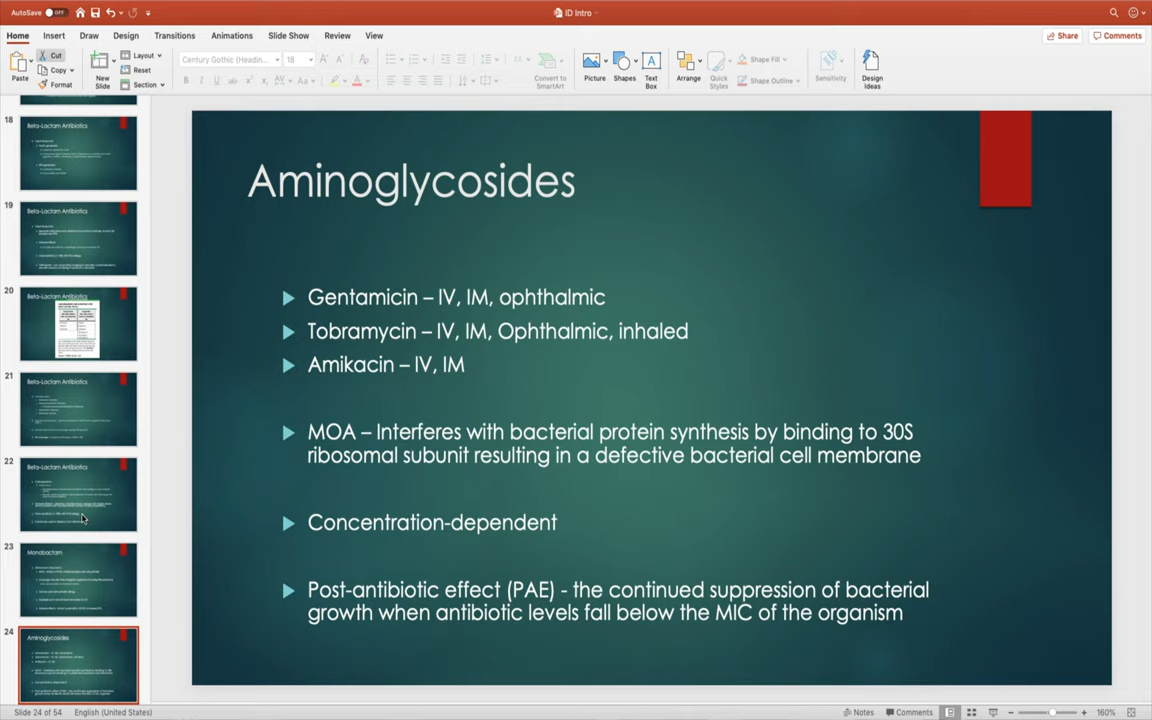 AutoSave OFF
ID Intro
Home Insert Draw Design Transitions Animations Slide Show Review View
Share Comments
Paste
Cut
Copy
Format
New
Slide
Layout
Reset
Section
Century Gothic (Headin... 18
Convert to
SmartArt
Picture
Shapes
Text
Box
Arrange
Quick
Styles
Shape Fill
Shape Outline
Sensitivity
Design
Ideas
18
Beta-Lactam Antibiotics
19
Beta-Lactam Antibiotics
20
Beta-Lactam Antibiotics
21
Beta-Lactam Antibiotics
22
Beta-Lactam Antibiotics
23
Monobactam
24
Aminoglycosides
Aminoglycosides
Gentamicin – IV, IM, ophthalmic
Tobramycin – IV, IM, Ophthalmic, inhaled
Amikacin – IV, IM
MOA – Interferes with bacterial protein synthesis by binding to 30S
ribosomal subunit resulting in a defective bacterial cell membrane
Concentration-dependent
Post-antibiotic effect (PAE) - the continued suppression of bacterial
growth when antibiotic levels fall below the MIC of the organism
Slide 24 of 54 English (United States)
Notes Comments 160%